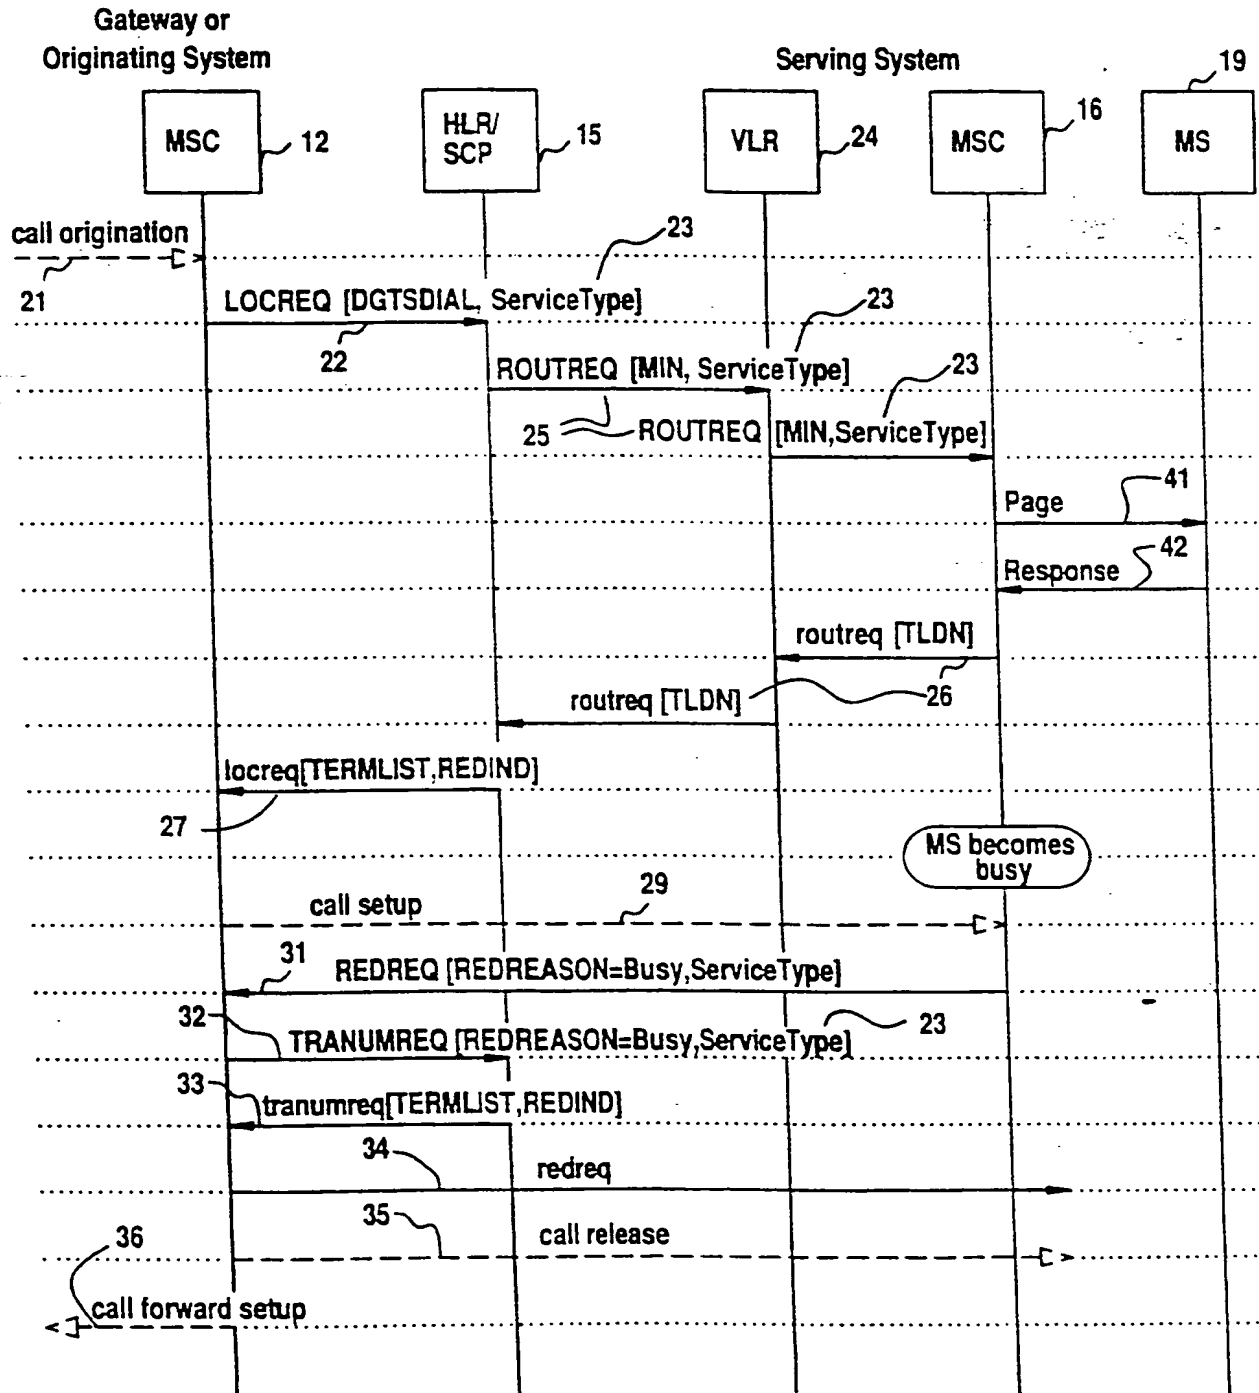 Gateway or
Originating System
Serving System
19
MSC
12
HLR/
SCP
15
VLR
24
MSC
16
MS
call origination
21
23
LOCREQ [DGTSDIAL, ServiceType]
22
23
ROUTREQ [MIN, ServiceType]
23
25
ROUTREQ [MIN,ServiceType]
41
Page
42
Response
routreq [TLDN]
26
routreq [TLDN]
locreq[TERMLIST,REDIND]
27
MS becomes
busy
29
call setup
31
REDREQ [REDREASON=Busy,ServiceType]
32
23
TRANUMREQ [REDREASON=Busy,ServiceType]
33
tranumreq[TERMLIST,REDIND]
34
redreq
35
call release
36
call forward setup